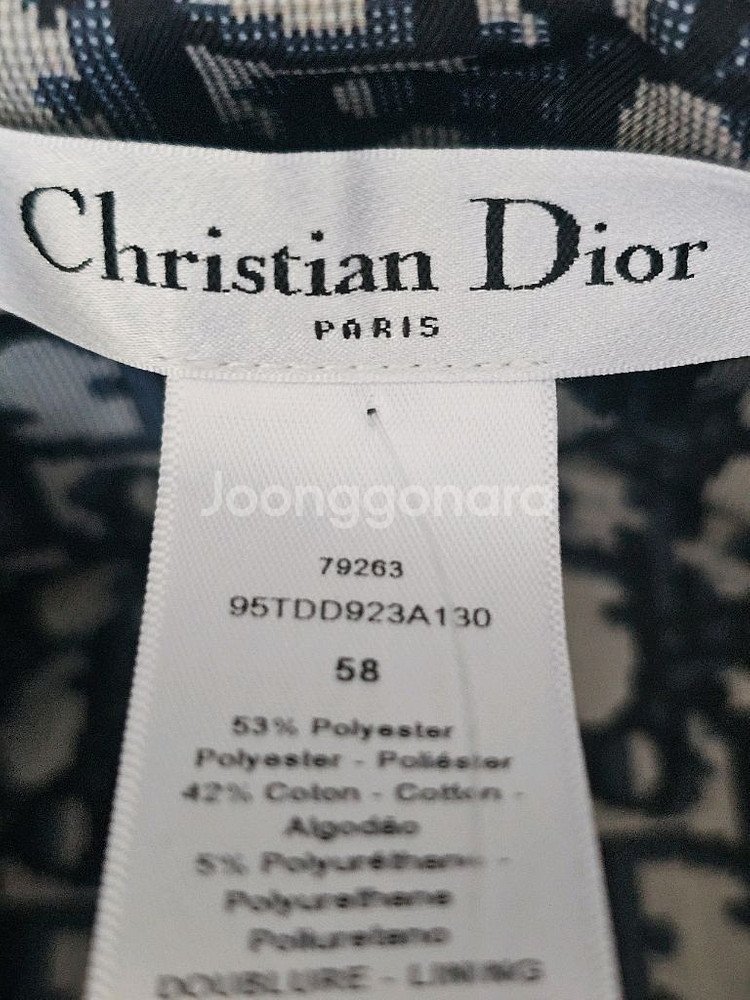 Christian Dior
PARIS
Joonggonara
79263
95TDD923A130
58
53% Polyester
Polyester - Poliéster
42% Coton - Cotton -
Algodão
5% Polyuréthane -
Polyurethane
Poliuretano
DOUBLURE - LINING